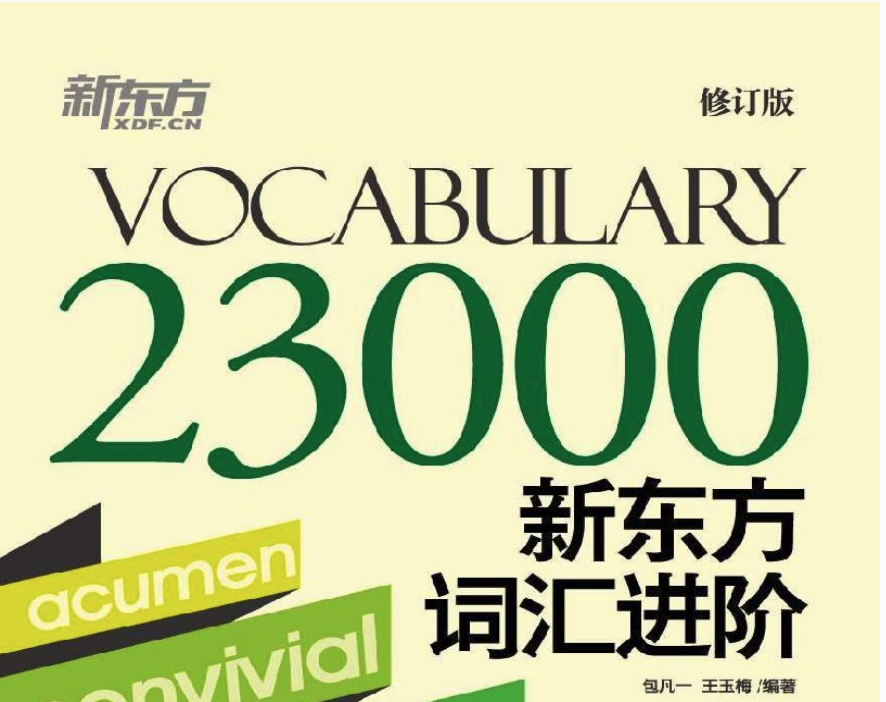 新东方
XDF.CN
修订版
VOCABULARY
23000
新东方
词汇进阶
acumen
onvivial
包凡一 王玉梅 /编著